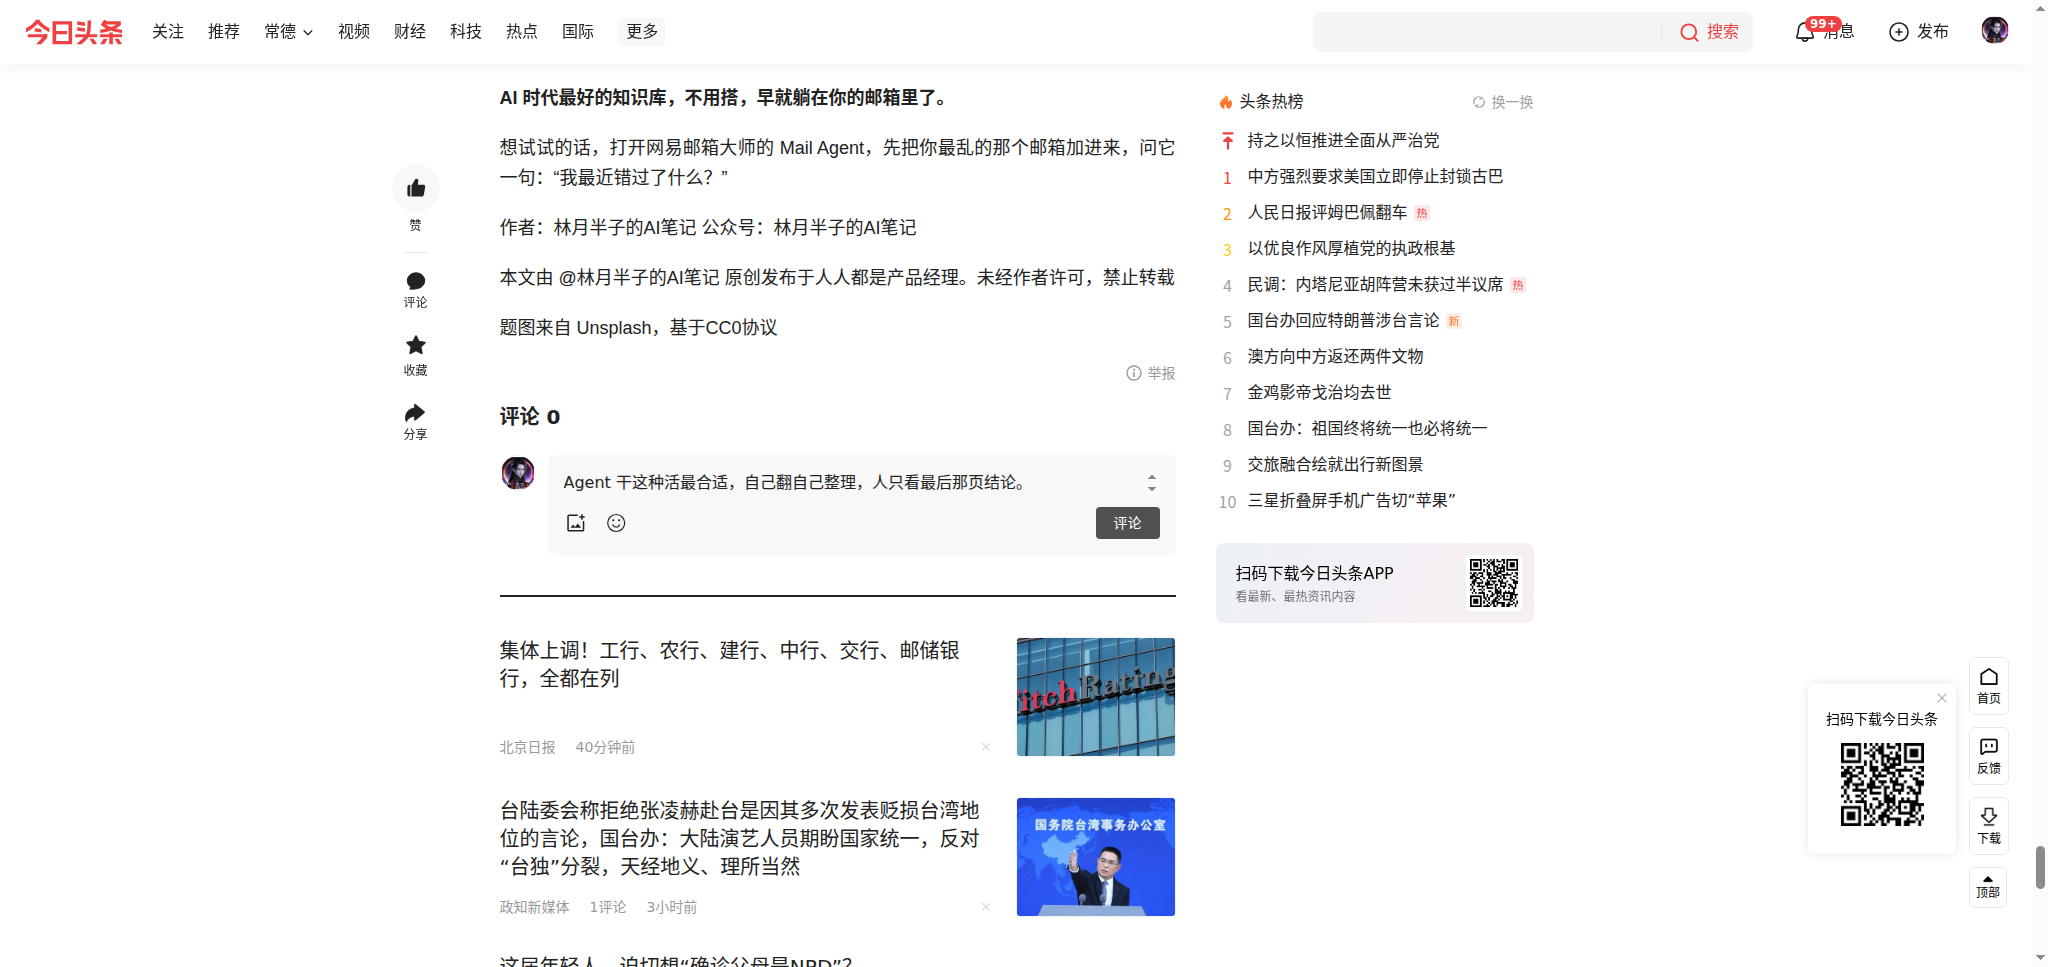 今日头条
关注 推荐 常德 视频 财经 科技 热点 国际 更多
搜索
99+
消息
发布
AI 时代最好的知识库，不用搭，早就躺在你的邮箱里了。
想试试的话，打开网易邮箱大师的 Mail Agent，先把你最乱的那个邮箱加进来，问它
一句：“我最近错过了什么？”
作者：林月半子的AI笔记 公众号：林月半子的AI笔记
本文由 @林月半子的AI笔记 原创发布于人人都是产品经理。未经作者许可，禁止转载
题图来自 Unsplash，基于CC0协议
举报
赞
评论
收藏
分享
评论 0
Agent 干这种活最合适，自己翻自己整理，人只看最后那页结论。
评论
集体上调！工行、农行、建行、中行、交行、邮储银
行，全都在列
北京日报 40分钟前
itchRating
台陆委会称拒绝张凌赫赴台是因其多次发表贬损台湾地
位的言论，国台办：大陆演艺人员期盼国家统一，反对
“台独”分裂，天经地义、理所当然
政知新媒体 1评论 3小时前
国务院台湾事务办公室
这届年轻人，迫切想“确诊父母是NPD”？
头条热榜
换一换
持之以恒推进全面从严治党
1 中方强烈要求美国立即停止封锁古巴
2 人民日报评姆巴佩翻车 热
3 以优良作风厚植党的执政根基
4 民调：内塔尼亚胡阵营未获过半议席 热
5 国台办回应特朗普涉台言论 新
6 澳方向中方返还两件文物
7 金鸡影帝戈治均去世
8 国台办：祖国终将统一也必将统一
9 交旅融合绘就出行新图景
10 三星折叠屏手机广告切“苹果”
扫码下载今日头条APP
看最新、最热资讯内容
扫码下载今日头条
首页
反馈
下载
顶部